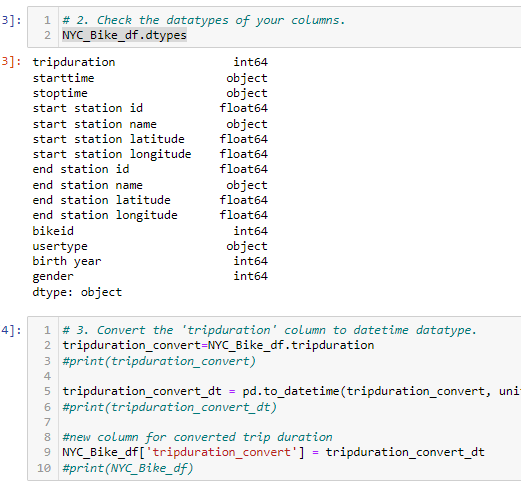 3]:
1 # 2. Check the datatypes of your columns.
2 NYC_Bike_df.dtypes
3]:
tripduration int64
starttime object
stoptime object
start station id float64
start station name object
start station latitude float64
start station longitude float64
end station id float64
end station name object
end station latitude float64
end station longitude float64
bikeid int64
usertype object
birth year int64
gender int64
dtype: object
4]:
1 # 3. Convert the 'tripduration' column to datetime datatype.
2 tripduration_convert=NYC_Bike_df.tripduration
3 #print(tripduration_convert)
4
5 tripduration_convert_dt = pd.to_datetime(tripduration_convert, uni
6 #print(tripduration_convert_dt)
7
8 #new column for converted trip duration
9 NYC_Bike_df['tripduration_convert'] = tripduration_convert_dt
10 #print(NYC_Bike_df)